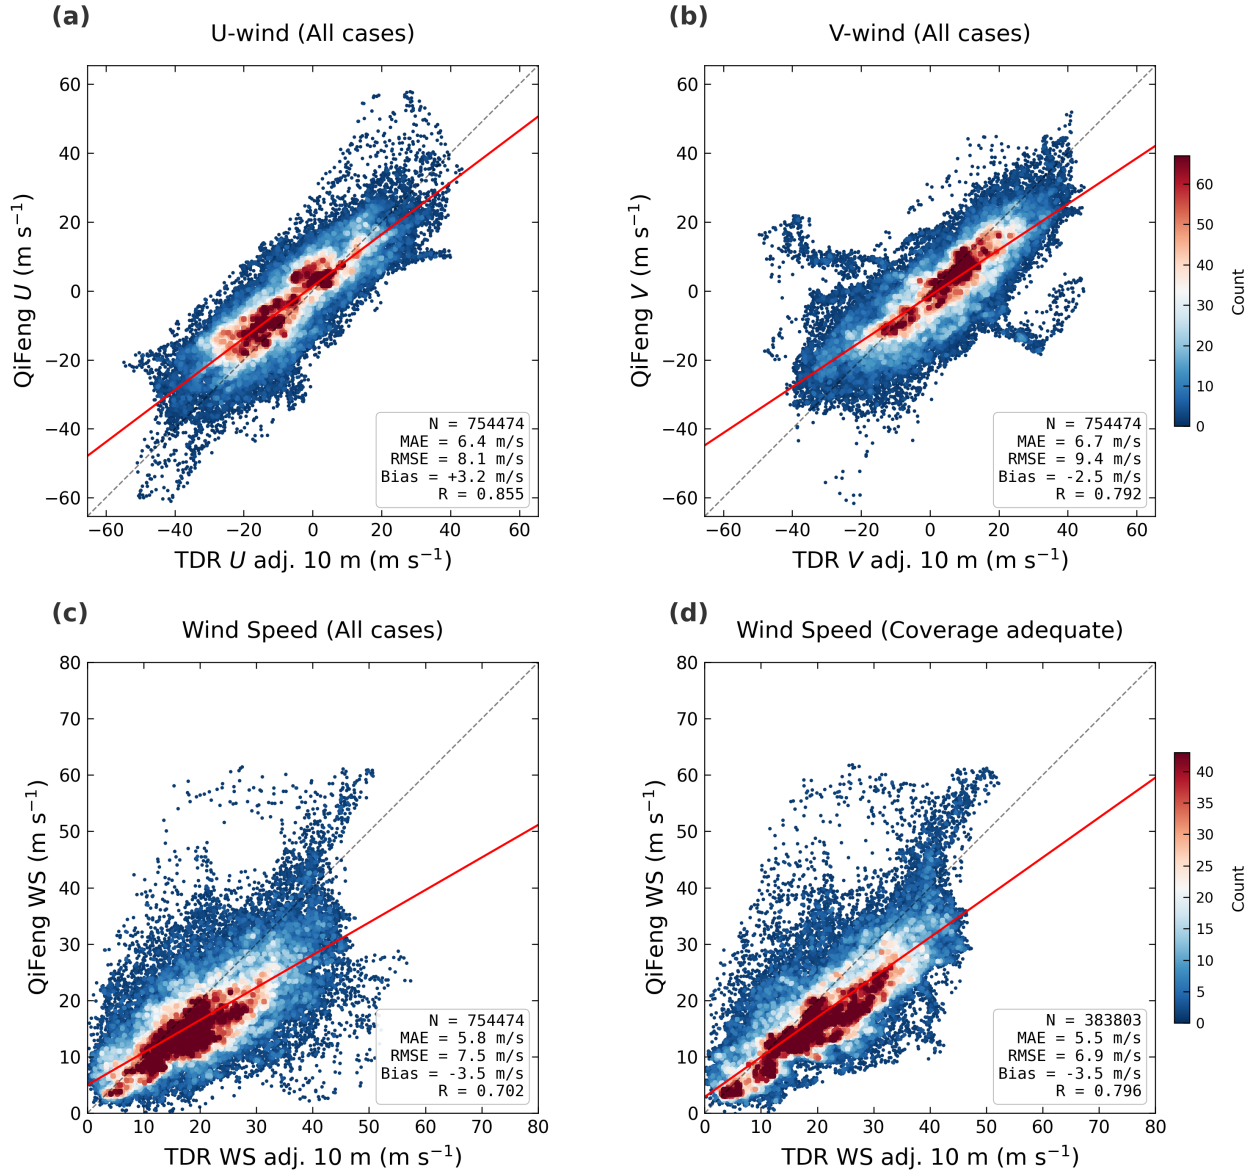 (a)
U-wind (All cases)
60
40
20
0
−20
−40
−60
QiFeng U (m s⁻¹)
N = 754474
MAE = 6.4 m/s
RMSE = 8.1 m/s
Bias = +3.2 m/s
R = 0.855
−60 −40 −20 0 20 40 60
TDR U adj. 10 m (m s⁻¹)
(b)
V-wind (All cases)
60
40
20
0
−20
−40
−60
QiFeng V (m s⁻¹)
N = 754474
MAE = 6.7 m/s
RMSE = 9.4 m/s
Bias = -2.5 m/s
R = 0.792
−60 −40 −20 0 20 40 60
TDR V adj. 10 m (m s⁻¹)
60
50
40
30
20
10
0
Count
(c)
Wind Speed (All cases)
80
70
60
50
40
30
20
10
0
QiFeng WS (m s⁻¹)
N = 754474
MAE = 5.8 m/s
RMSE = 7.5 m/s
Bias = -3.5 m/s
R = 0.702
0 10 20 30 40 50 60 70 80
TDR WS adj. 10 m (m s⁻¹)
(d)
Wind Speed (Coverage adequate)
80
70
60
50
40
30
20
10
0
QiFeng WS (m s⁻¹)
N = 383803
MAE = 5.5 m/s
RMSE = 6.9 m/s
Bias = -3.5 m/s
R = 0.796
0 10 20 30 40 50 60 70 80
TDR WS adj. 10 m (m s⁻¹)
40
35
30
25
20
15
10
5
0
Count